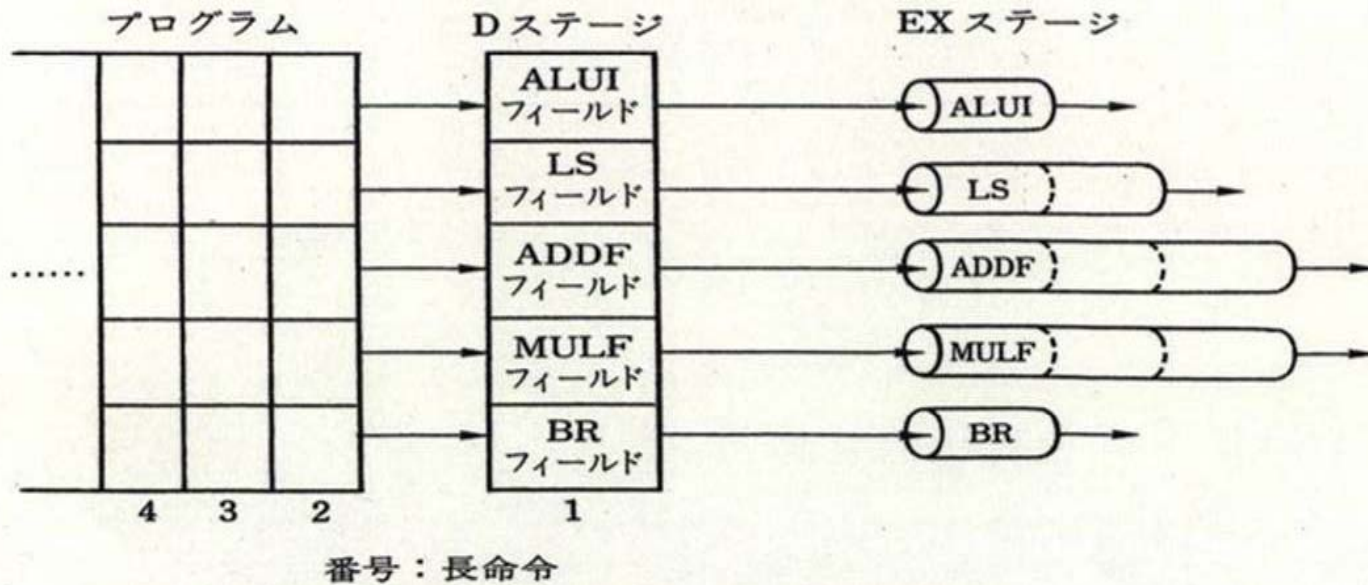 プログラム
Dステージ
EXステージ
ALUI
フィールド
LS
フィールド
ADDF
フィールド
MULF
フィールド
BR
フィールド
ALUI
LS
ADDF
MULF
BR
……
4 3 2
1
番号：長命令